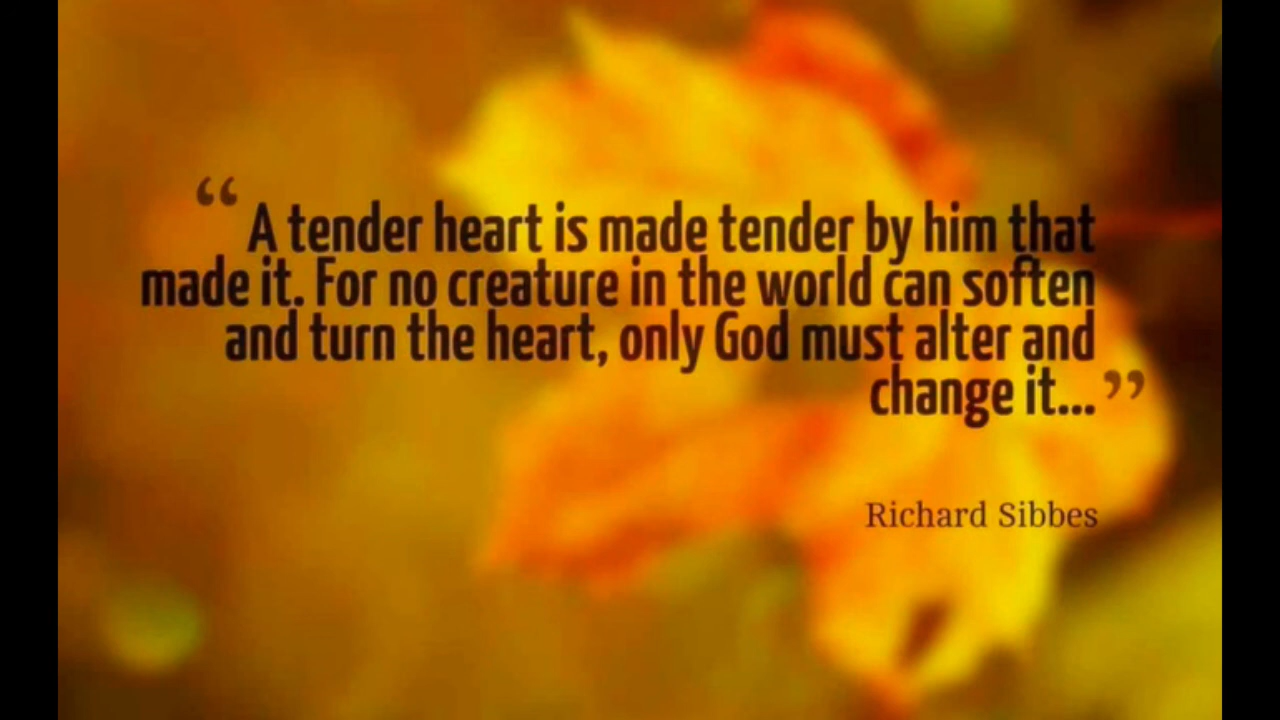 “ A tender heart is made tender by him that
made it. For no creature in the world can soften
and turn the heart, only God must alter and
change it... ”
Richard Sibbes